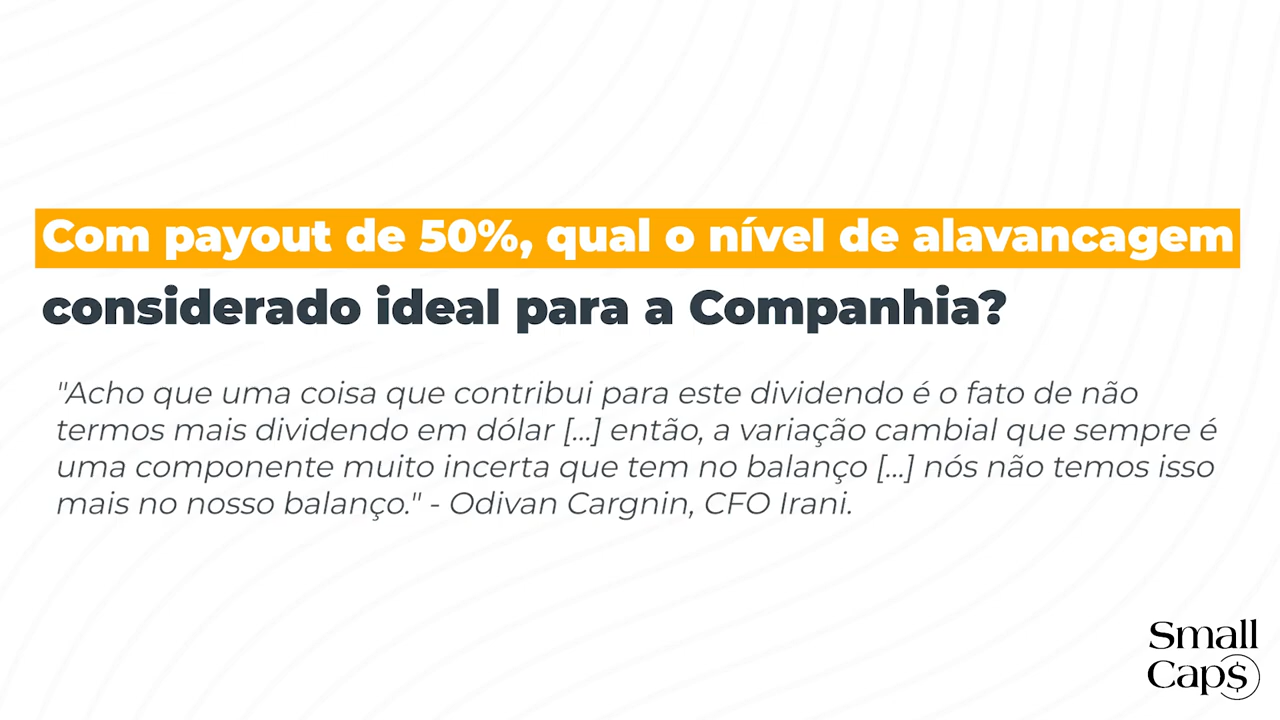 Com payout de 50%, qual o nível de alavancagem
considerado ideal para a Companhia?
"Acho que uma coisa que contribui para este dividendo é o fato de não
termos mais dividendo em dólar [...] então, a variação cambial que sempre é
uma componente muito incerta que tem no balanço [...] nós não temos isso
mais no nosso balanço." - Odivan Cargnin, CFO Irani.
Small
Cap$